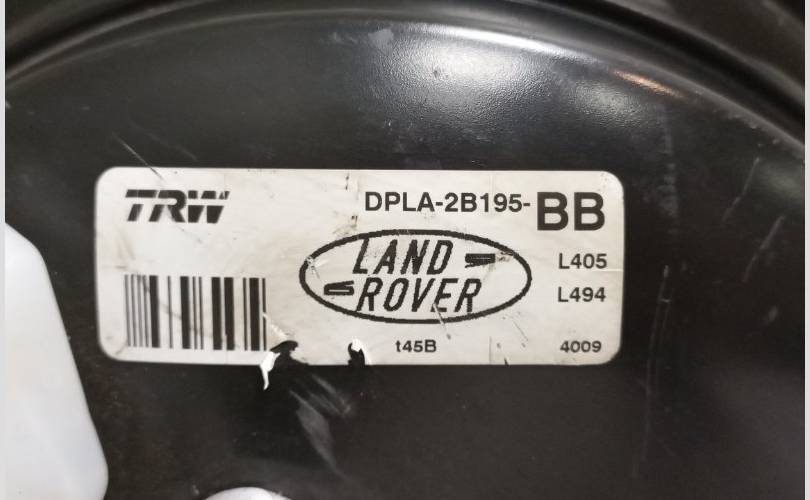 TRW
DPLA-2B195-BB
LAND
ROVER
L405
L494
t45B
4009